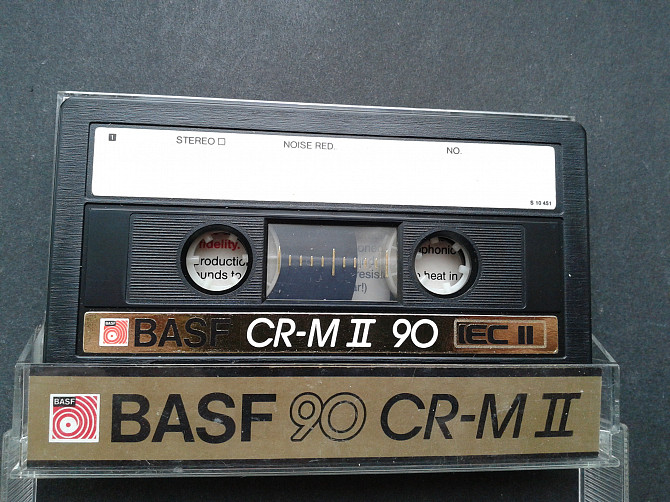 1 STEREO NOISE RED. NO.
S 10 451
fidelity.
roductio
unds to
phonic
heat in
BASF BASF CR-M II 90 IEC II
BASF BASF 90 CR-M II